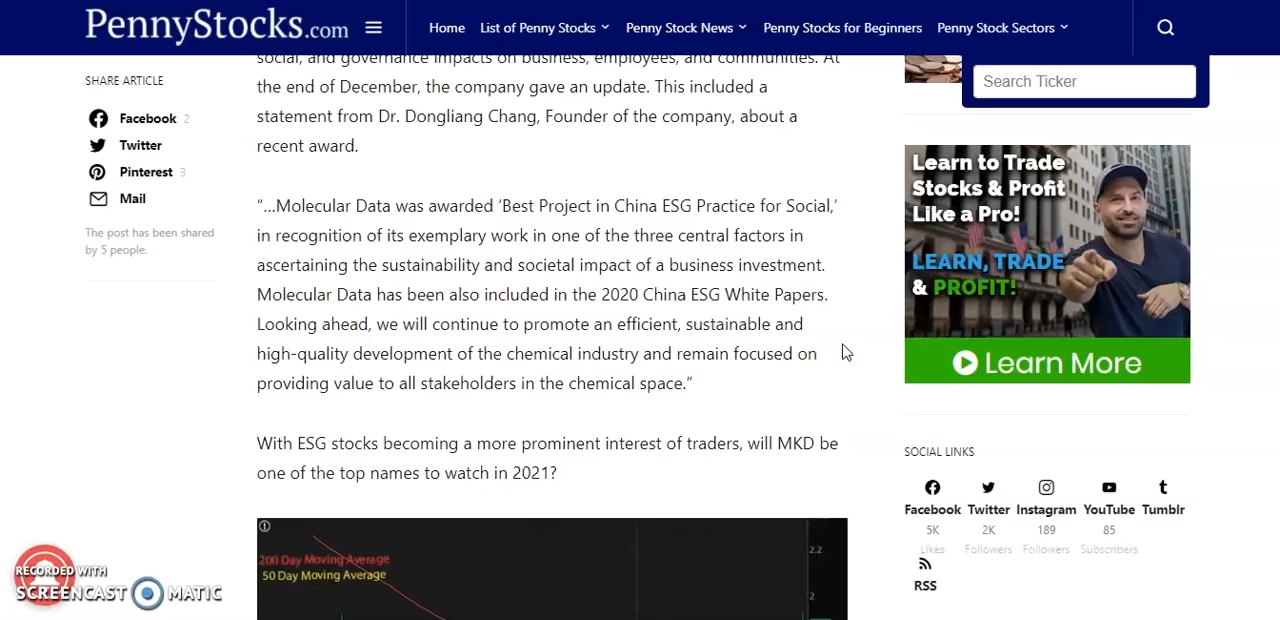 PennyStocks.com
Home List of Penny Stocks Penny Stock News Penny Stocks for Beginners Penny Stock Sectors
SHARE ARTICLE
Facebook 2
Twitter
Pinterest 3
Mail
The post has been shared
by 5 people.
social, and governance impacts on business, employees, and communities. At
the end of December, the company gave an update. This included a
statement from Dr. Dongliang Chang, Founder of the company, about a
recent award.
“…Molecular Data was awarded ‘Best Project in China ESG Practice for Social,’
in recognition of its exemplary work in one of the three central factors in
ascertaining the sustainability and societal impact of a business investment.
Molecular Data has been also included in the 2020 China ESG White Papers.
Looking ahead, we will continue to promote an efficient, sustainable and
high-quality development of the chemical industry and remain focused on
providing value to all stakeholders in the chemical space.”
With ESG stocks becoming a more prominent interest of traders, will MKD be
one of the top names to watch in 2021?
200 Day Moving Average
50 Day Moving Average
2.2
2
Search Ticker
Learn to Trade
Stocks & Profit
Like a Pro!
LEARN, TRADE
& PROFIT!
Learn More
SOCIAL LINKS
Facebook Twitter Instagram YouTube Tumblr
5K 2K 189 85
Likes Followers Followers Subscribers
RSS
RECORDED WITH
SCREENCAST MATIC